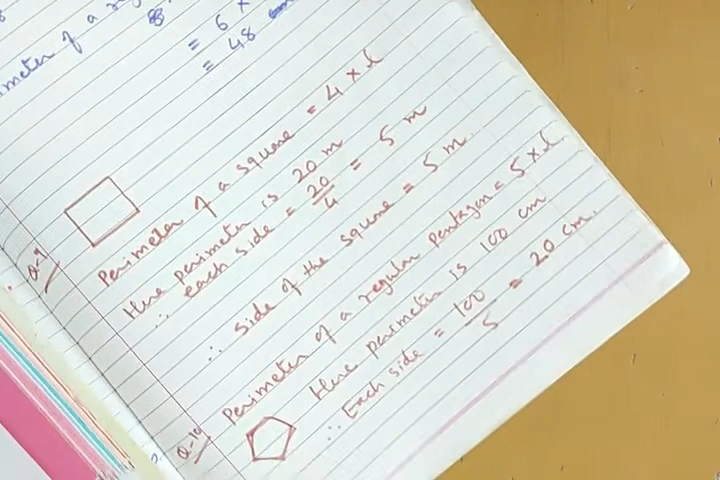 = 6 ×
= 48 cm
Q-9
Perimeter of a square = 4 × l
Here perimeter is 20 m
∴ each side = 20/4 = 5 m
∴ side of the square = 5 m.
Q-10
Perimeter of a regular pentagon = 5 × l
Here perimeter is 100 cm
∴ Each side = 100/5 = 20 cm.